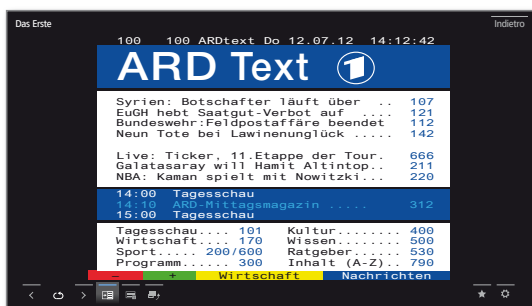 Das Erste Indietro
100 100 ARDtext Do 12.07.12 14:12:42
ARD Text 1
Syrien: Botschafter läuft über .. 107
EuGH hebt Saatgut-Verbot auf .... 121
Bundeswehr:Feldpostaffäre beendet 112
Neun Tote bei Lawinenunglück ..... 142
Live: Ticker, 11.Etappe der Tour. 666
Galatasaray will Hamit Altintop.. 211
NBA: Kaman spielt mit Nowitzki... 220
14:00 Tagesschau
14:10 ARD-Mittagsmagazin ..... 312
15:00 Tagesschau
Tagesschau.... 101 Kultur........ 400
Wirtschaft.... 170 Wissen........ 500
Sport..... 200/600 Ratgeber...... 530
Programm...... 300 Inhalt (A-Z).. 790
- + Wirtschaft Nachrichten